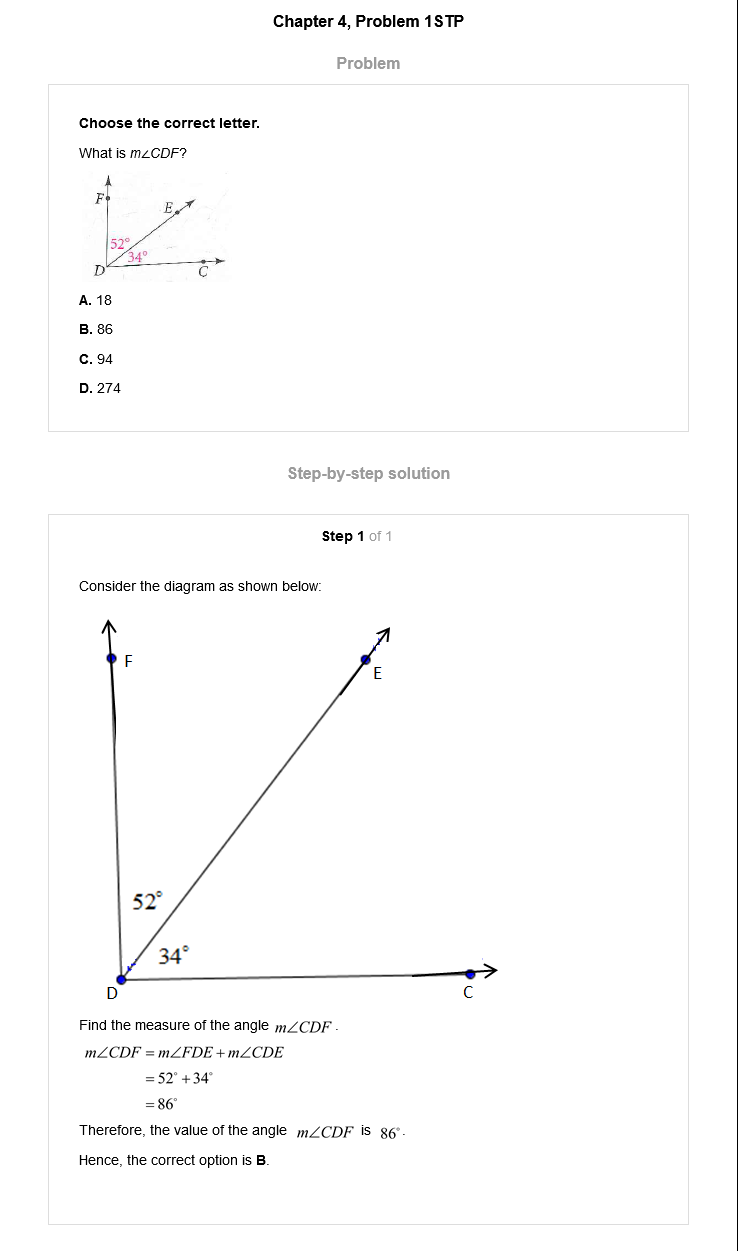 Chapter 4, Problem 1STP
Problem
Choose the correct letter.
What is m∠CDF?
F
E
52°
34°
D
C
A. 18
B. 86
C. 94
D. 274
Step-by-step solution
Step 1 of 1
Consider the diagram as shown below:
F
E
52°
34°
D
C
Find the measure of the angle m∠CDF .
m∠CDF = m∠FDE + m∠CDE
= 52° + 34°
= 86°
Therefore, the value of the angle m∠CDF is 86°.
Hence, the correct option is B.